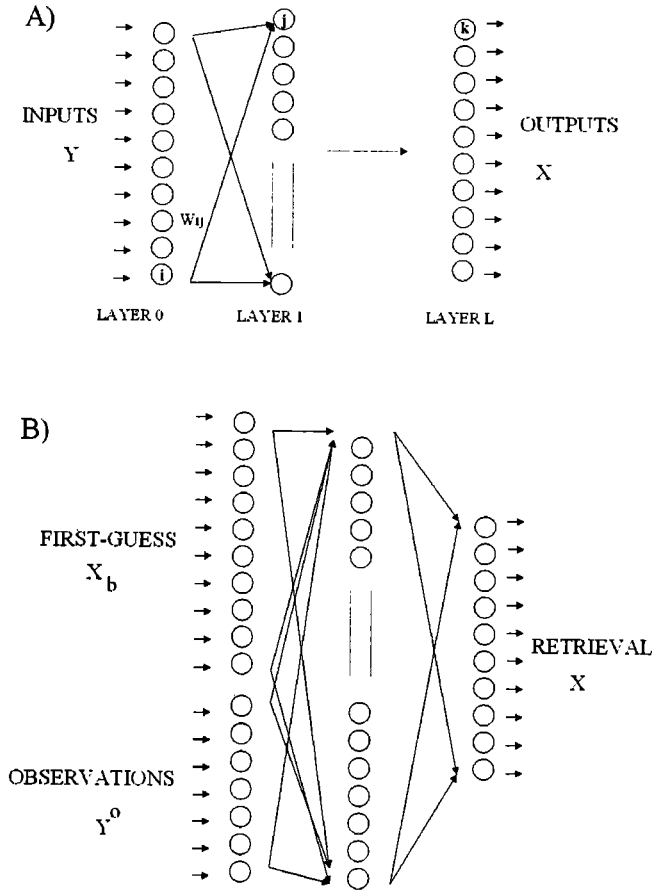 A)
j
k
INPUTS
Y
OUTPUTS
X
Wij
i
LAYER 0
LAYER 1
LAYER L
B)
FIRST-GUESS
Xb
RETRIEVAL
X
OBSERVATIONS
Yo